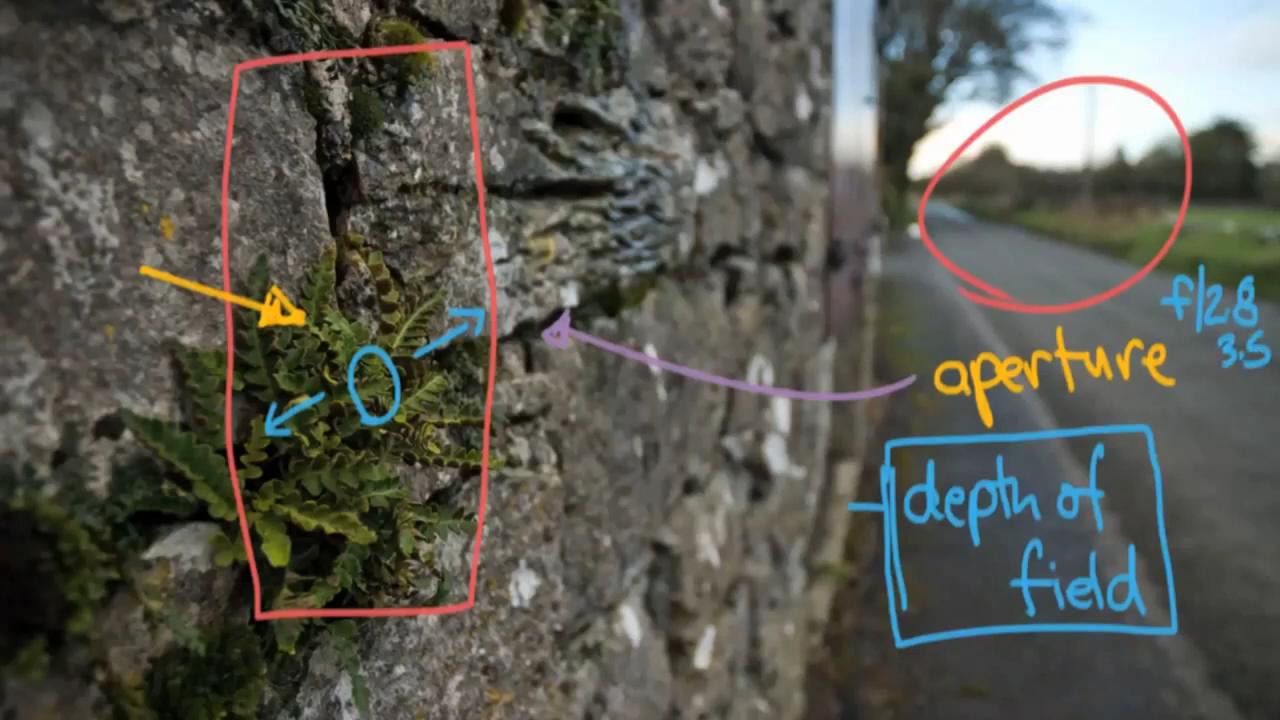 f/2.8
3.5
aperture
depth of
field